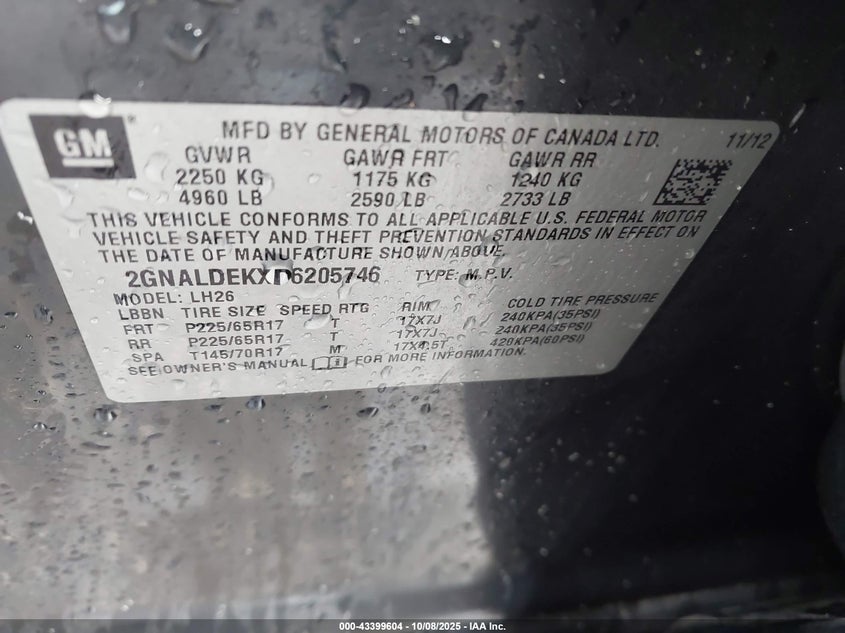 GM ®
MFD BY GENERAL MOTORS OF CANADA LTD. 11/12
GVWR GAWR FRT GAWR RR
2250 KG 1175 KG 1240 KG
4960 LB 2590 LB 2733 LB
THIS VEHICLE CONFORMS TO ALL APPLICABLE U.S. FEDERAL MOTOR
VEHICLE SAFETY AND THEFT PREVENTION STANDARDS IN EFFECT ON
THE DATE OF MANUFACTURE SHOWN ABOVE.
2GNALDEKXD6205746 TYPE: M.P.V.
MODEL: LH26
LBBN TIRE SIZE SPEED RTG RIM COLD TIRE PRESSURE
FRT P225/65R17 T 17X7J 240KPA(35PSI)
RR P225/65R17 T 17X7J 240KPA(35PSI)
SPA T145/70R17 M 17X4.5T 420KPA(60PSI)
SEE OWNER'S MANUAL FOR MORE INFORMATION.
000-43399604 - 10/08/2025 - IAA Inc.